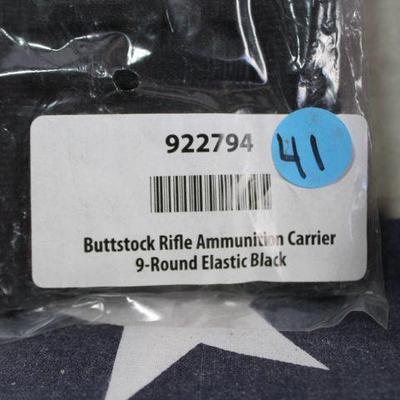 922794
41
Buttstock Rifle Ammunition Carrier
9-Round Elastic Black